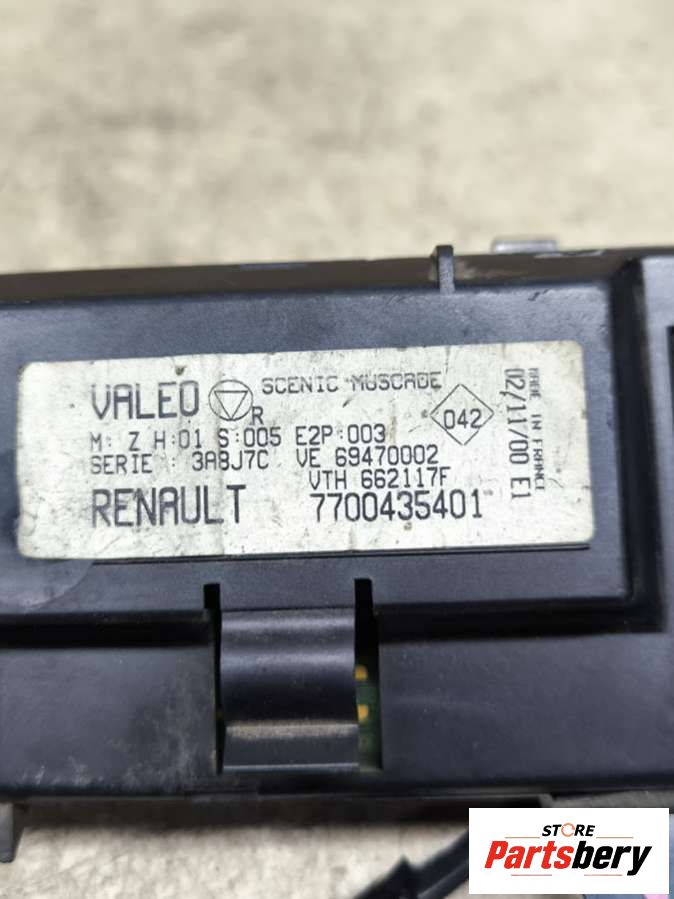 VALEO R SCENIC MUSCADE
042
M: Z H:01 S:005 E2P:003
SERIE : 3A8J7C VE 69470002
VTH 662117F
RENAULT 7700435401
02/11/00 E1
MADE IN FRANCE
STORE
Partsbery